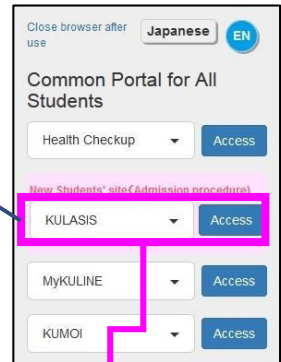 Close browser after
use
Japanese
EN
Common Portal for All
Students
Health Checkup
Access
New Students' site(Admission procedure)
KULASIS
Access
MyKULINE
Access
KUMOI
Access